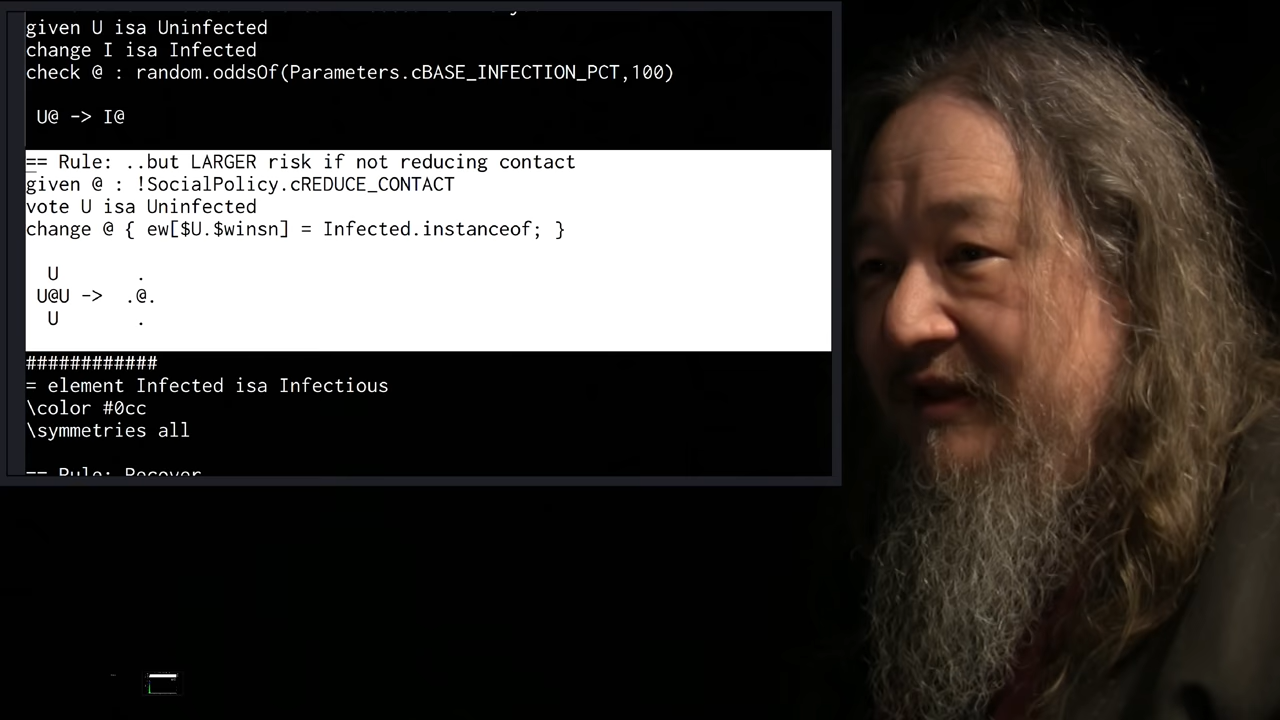 given U isa Uninfected
change I isa Infected
check @ : random.oddsOf(Parameters.cBASE_INFECTION_PCT,100)
U@ -> I@
== Rule: ..but LARGER risk if not reducing contact
given @ : !SocialPolicy.cREDUCE_CONTACT
vote U isa Uninfected
change @ { ew[$U.$winsn] = Infected.instanceof; }
U       .
U@U ->  .@.
U       .
############
= element Infected isa Infectious
\color #0cc
\symmetries all
== Rule: Recover